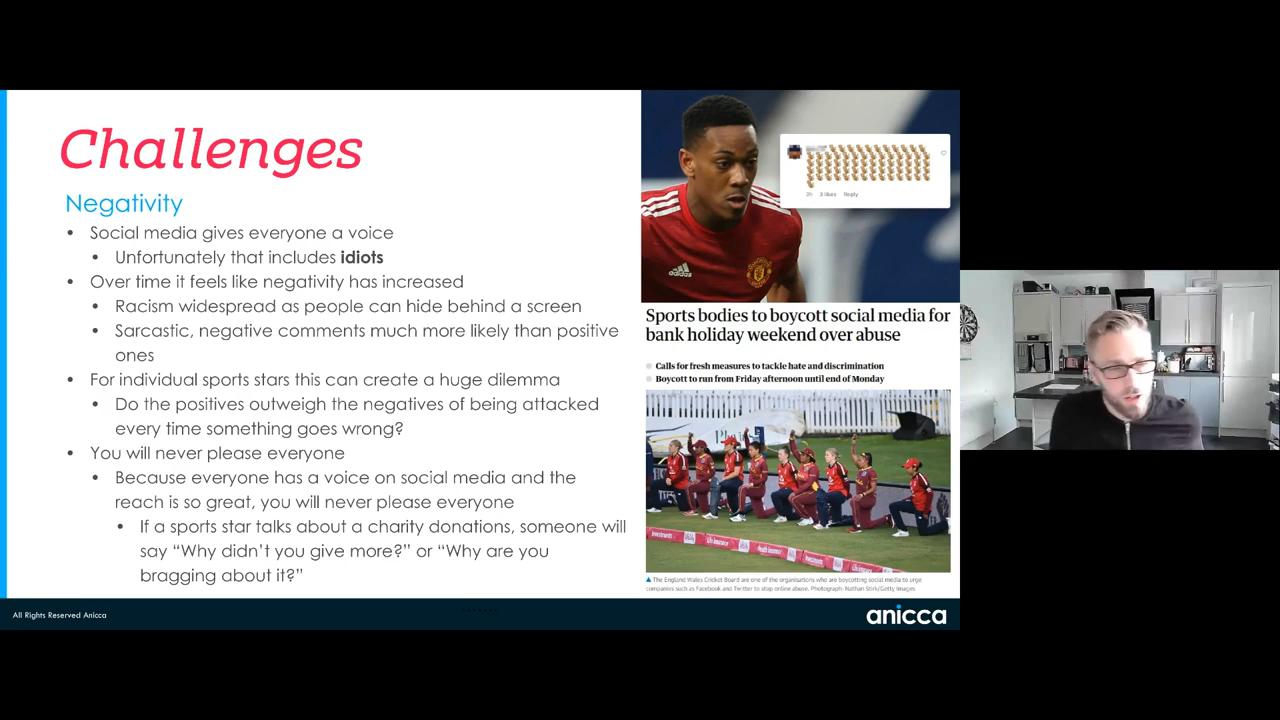 Challenges
Negativity
• Social media gives everyone a voice
• Unfortunately that includes idiots
• Over time it feels like negativity has increased
• Racism widespread as people can hide behind a screen
• Sarcastic, negative comments much more likely than positive
ones
• For individual sports stars this can create a huge dilemma
• Do the positives outweigh the negatives of being attacked
every time something goes wrong?
• You will never please everyone
• Because everyone has a voice on social media and the
reach is so great, you will never please everyone
• If a sports star talks about a charity donations, someone will
say “Why didn’t you give more?” or “Why are you
bragging about it?”
2h 3 likes Reply
adidas
Sports bodies to boycott social media for
bank holiday weekend over abuse
Calls for fresh measures to tackle hate and discrimination
Boycott to run from Friday afternoon until end of Monday
Investments Life Insurance Health Insurance Investments
The England Wales Cricket Board are one of the organisations who are boycotting social media to urge
companies such as Facebook and Twitter to stop online abuse. Photograph: Nathan Stirk/Getty Images
All Rights Reserved Anicca
anicca